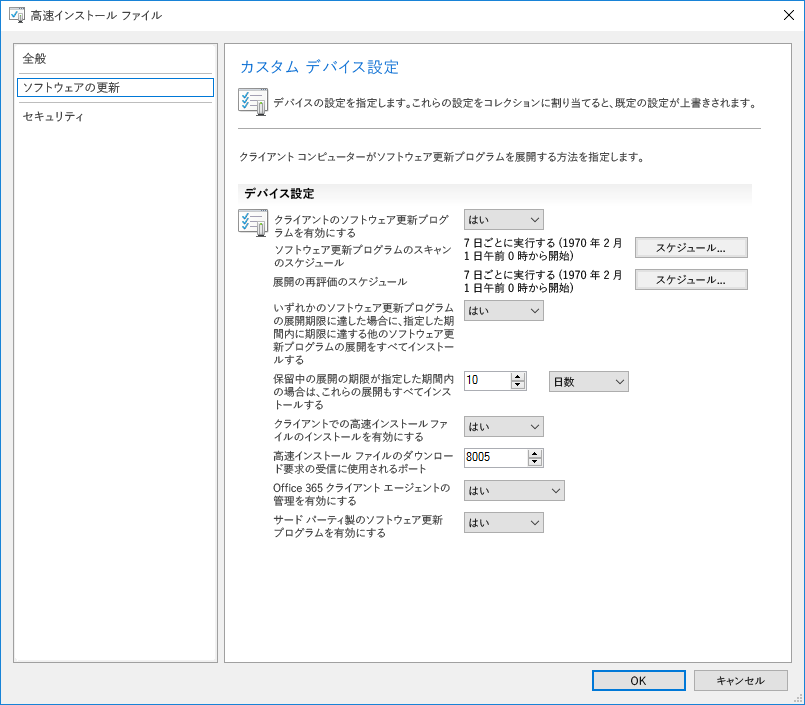 高速インストール ファイル
全般
ソフトウェアの更新
セキュリティ
カスタム デバイス設定
デバイスの設定を指定します。これらの設定をコレクションに割り当てると、既定の設定が上書きされます。
クライアント コンピューターがソフトウェア更新プログラムを展開する方法を指定します。
デバイス設定
クライアントのソフトウェア更新プログ
ラムを有効にする
はい
ソフトウェア更新プログラムのスキャン
のスケジュール
7 日ごとに実行する (1970 年 2 月
1 日午前 0 時から開始)
スケジュール...
展開の再評価のスケジュール
7 日ごとに実行する (1970 年 2 月
1 日午前 0 時から開始)
スケジュール...
いずれかのソフトウェア更新プログラム
の展開期限に達した場合に、指定した期
間内に期限に達する他のソフトウェア更
新プログラムの展開をすべてインストー
ルする
はい
保留中の展開の期限が指定した期間内
の場合は、これらの展開もすべてインス
トールする
10
日数
クライアントでの高速インストール ファ
イルのインストールを有効にする
はい
高速インストール ファイルのダウンロー
ド要求の受信に使用されるポート
8005
Office 365 クライアント エージェントの
管理を有効にする
はい
サード パーティ製のソフトウェア更新
プログラムを有効にする
はい
OK
キャンセル